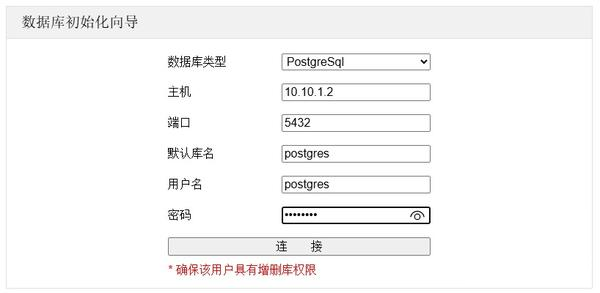 数据库初始化向导
数据库类型 PostgreSql
主机 10.10.1.2
端口 5432
默认库名 postgres
用户名 postgres
密码 ••••••••
连 接
* 确保该用户具有增删库权限